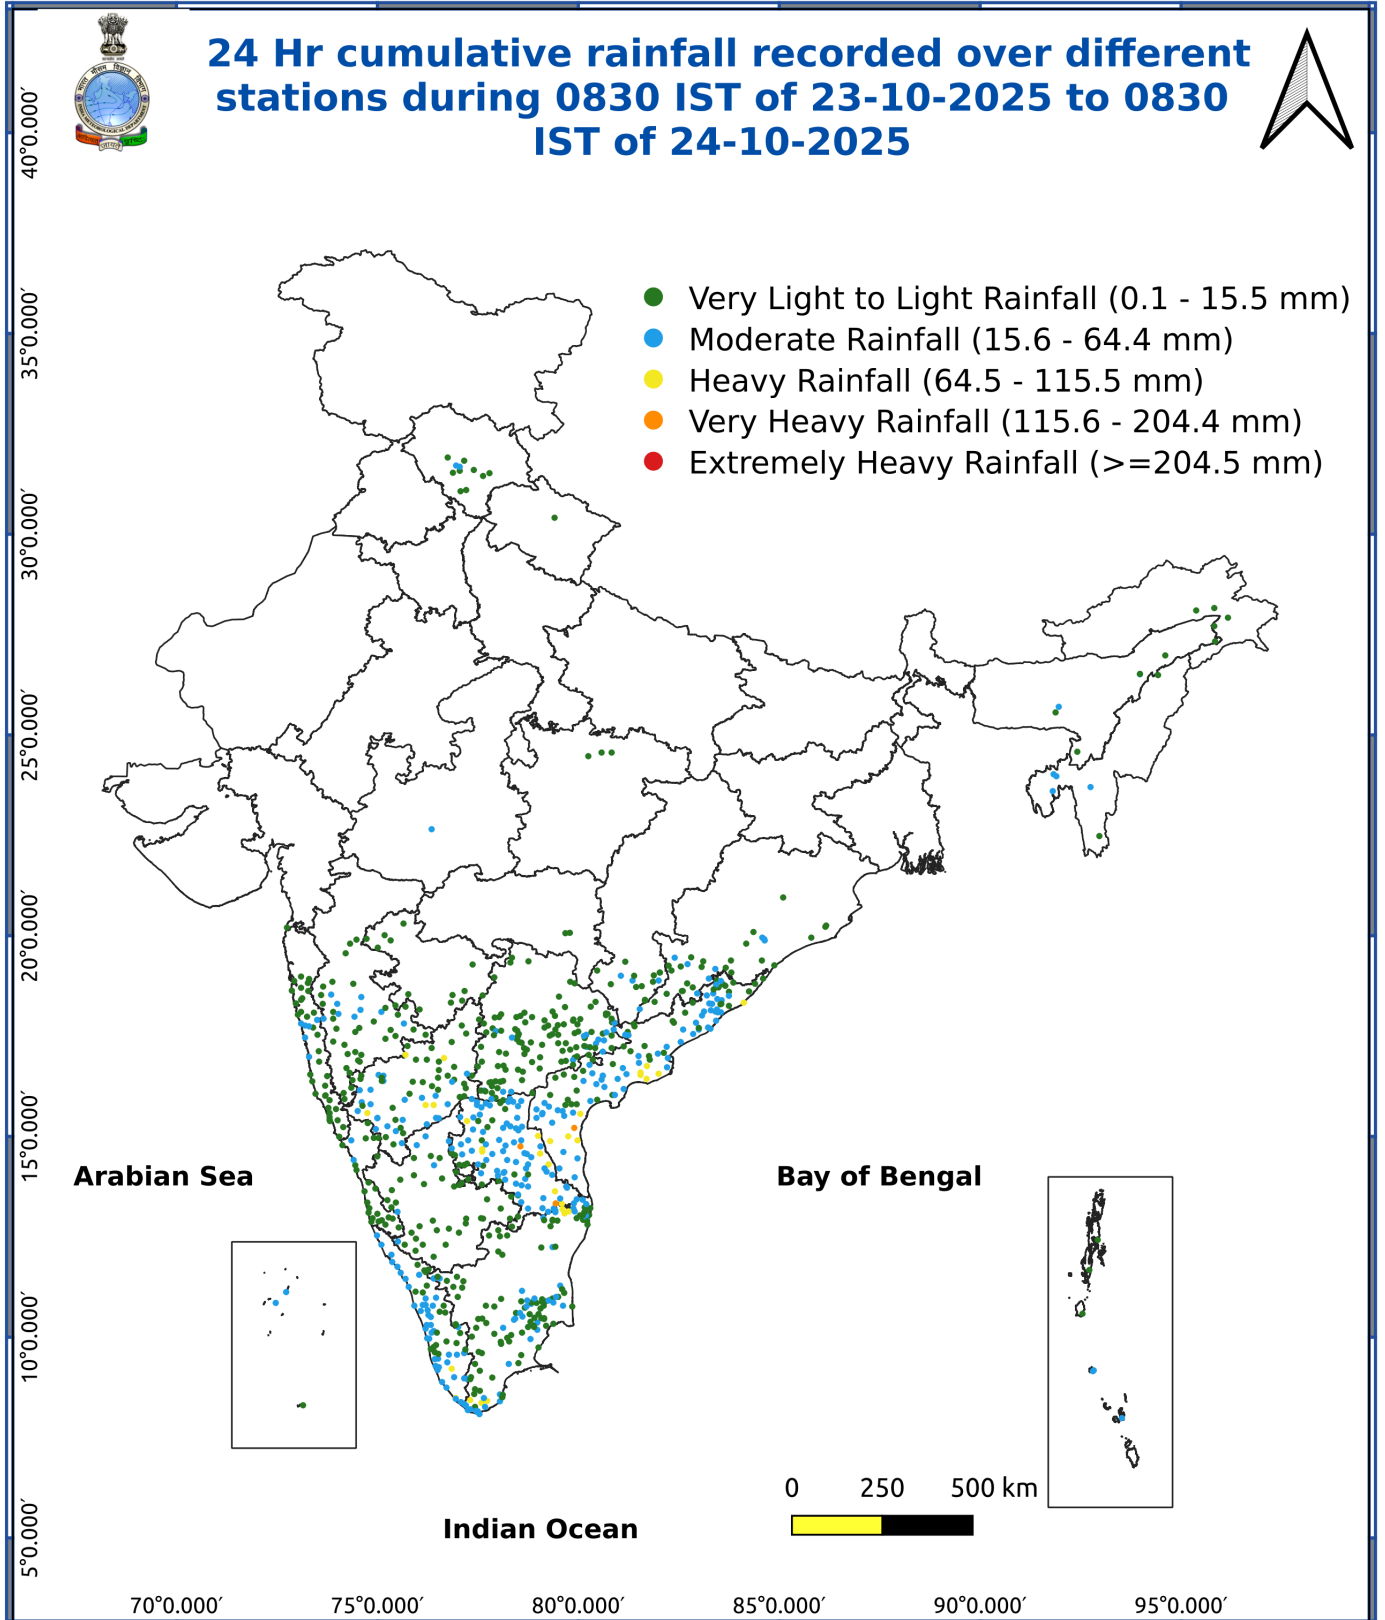 24 Hr cumulative rainfall recorded over different
stations during 0830 IST of 23-10-2025 to 0830
IST of 24-10-2025
Very Light to Light Rainfall (0.1 - 15.5 mm)
Moderate Rainfall (15.6 - 64.4 mm)
Heavy Rainfall (64.5 - 115.5 mm)
Very Heavy Rainfall (115.6 - 204.4 mm)
Extremely Heavy Rainfall (>=204.5 mm)
40°0.000′
35°0.000′
30°0.000′
25°0.000′
20°0.000′
15°0.000′
10°0.000′
5°0.000′
Arabian Sea
Bay of Bengal
Indian Ocean
0 250 500 km
70°0.000′ 75°0.000′ 80°0.000′ 85°0.000′ 90°0.000′ 95°0.000′